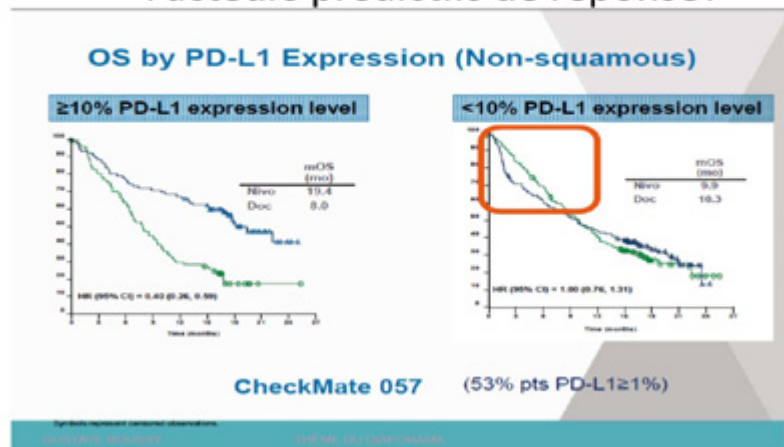 OS by PD-L1 Expression (Non-squamous)
≥10% PD-L1 expression level
<10% PD-L1 expression level
mOS
(mo)
Nivo 19.4
Doc 8.0
HR (95% CI) = 0.40 (0.26, 0.59)
Time (months)
mOS
(mo)
Nivo 9.9
Doc 10.3
HR (95% CI) = 1.00 (0.76, 1.31)
Time (months)
CheckMate 057 (53% pts PD-L1≥1%)
Symbols represent censored observations.